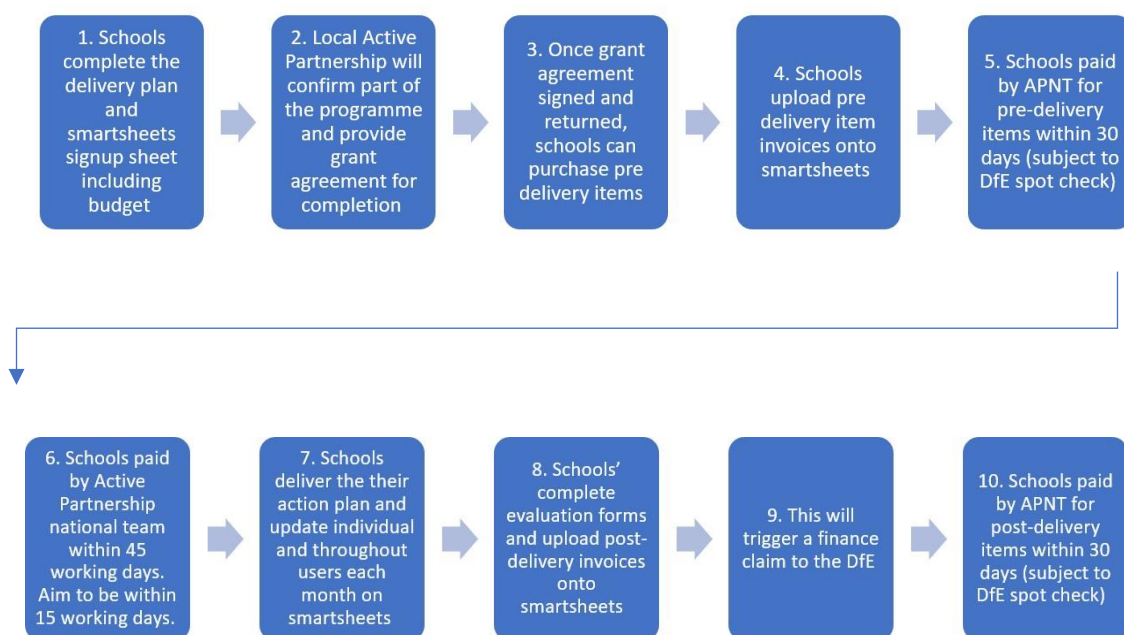 1. Schools
complete the
delivery plan
and
smartsheets
signup sheet
including
budget
2. Local Active
Partnership will
confirm part of
the programme
and provide
grant
agreement for
completion
3. Once grant
agreement
signed and
returned,
schools can
purchase pre
delivery items
4. Schools
upload pre
delivery item
invoices onto
smartsheets
5. Schools paid
by APNT for
pre-delivery
items within 30
days (subject to
DfE spot check)
6. Schools paid
by Active
Partnership
national team
within 45
working days.
Aim to be within
15 working days.
7. Schools
deliver the their
action plan and
update individual
and throughout
users each
month on
smartsheets
8. Schools’
complete
evaluation forms
and upload post-
delivery invoices
onto
smartsheets
9. This will
trigger a finance
claim to the DfE
10. Schools paid
by APNT for
post-delivery
items within 30
days (subject to
DfE spot check)